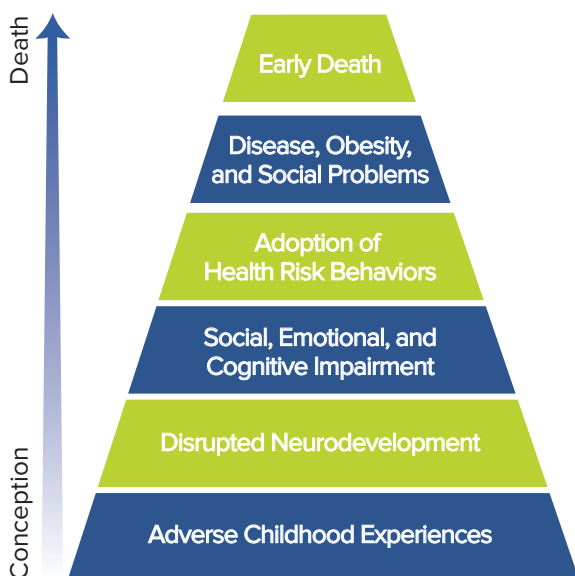 Death
Early Death
Disease, Obesity,
and Social Problems
Adoption of
Health Risk Behaviors
Social, Emotional, and
Cognitive Impairment
Disrupted Neurodevelopment
Conception
Adverse Childhood Experiences